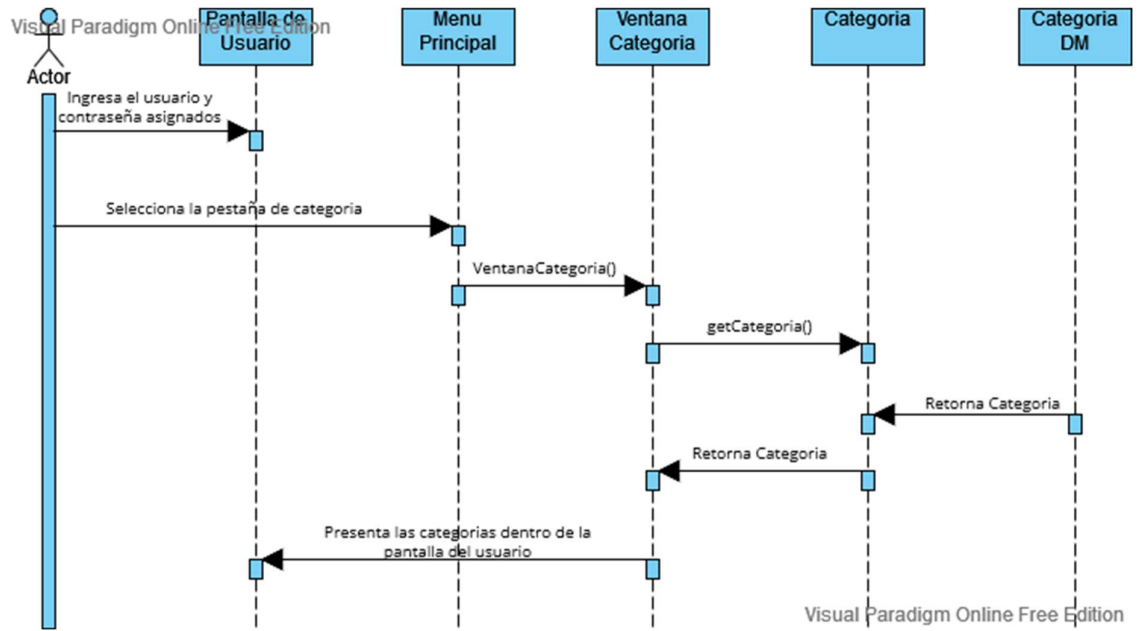 Visual Paradigm Online Free Edition
Actor
Pantalla de
Usuario
Menu
Principal
Ventana
Categoria
Categoria
Categoria
DM
Ingresa el usuario y
contraseña asignados
Selecciona la pestaña de categoria
VentanaCategoria()
getCategoria()
Retorna Categoria
Retorna Categoria
Presenta las categorias dentro de la
pantalla del usuario
Visual Paradigm Online Free Edition